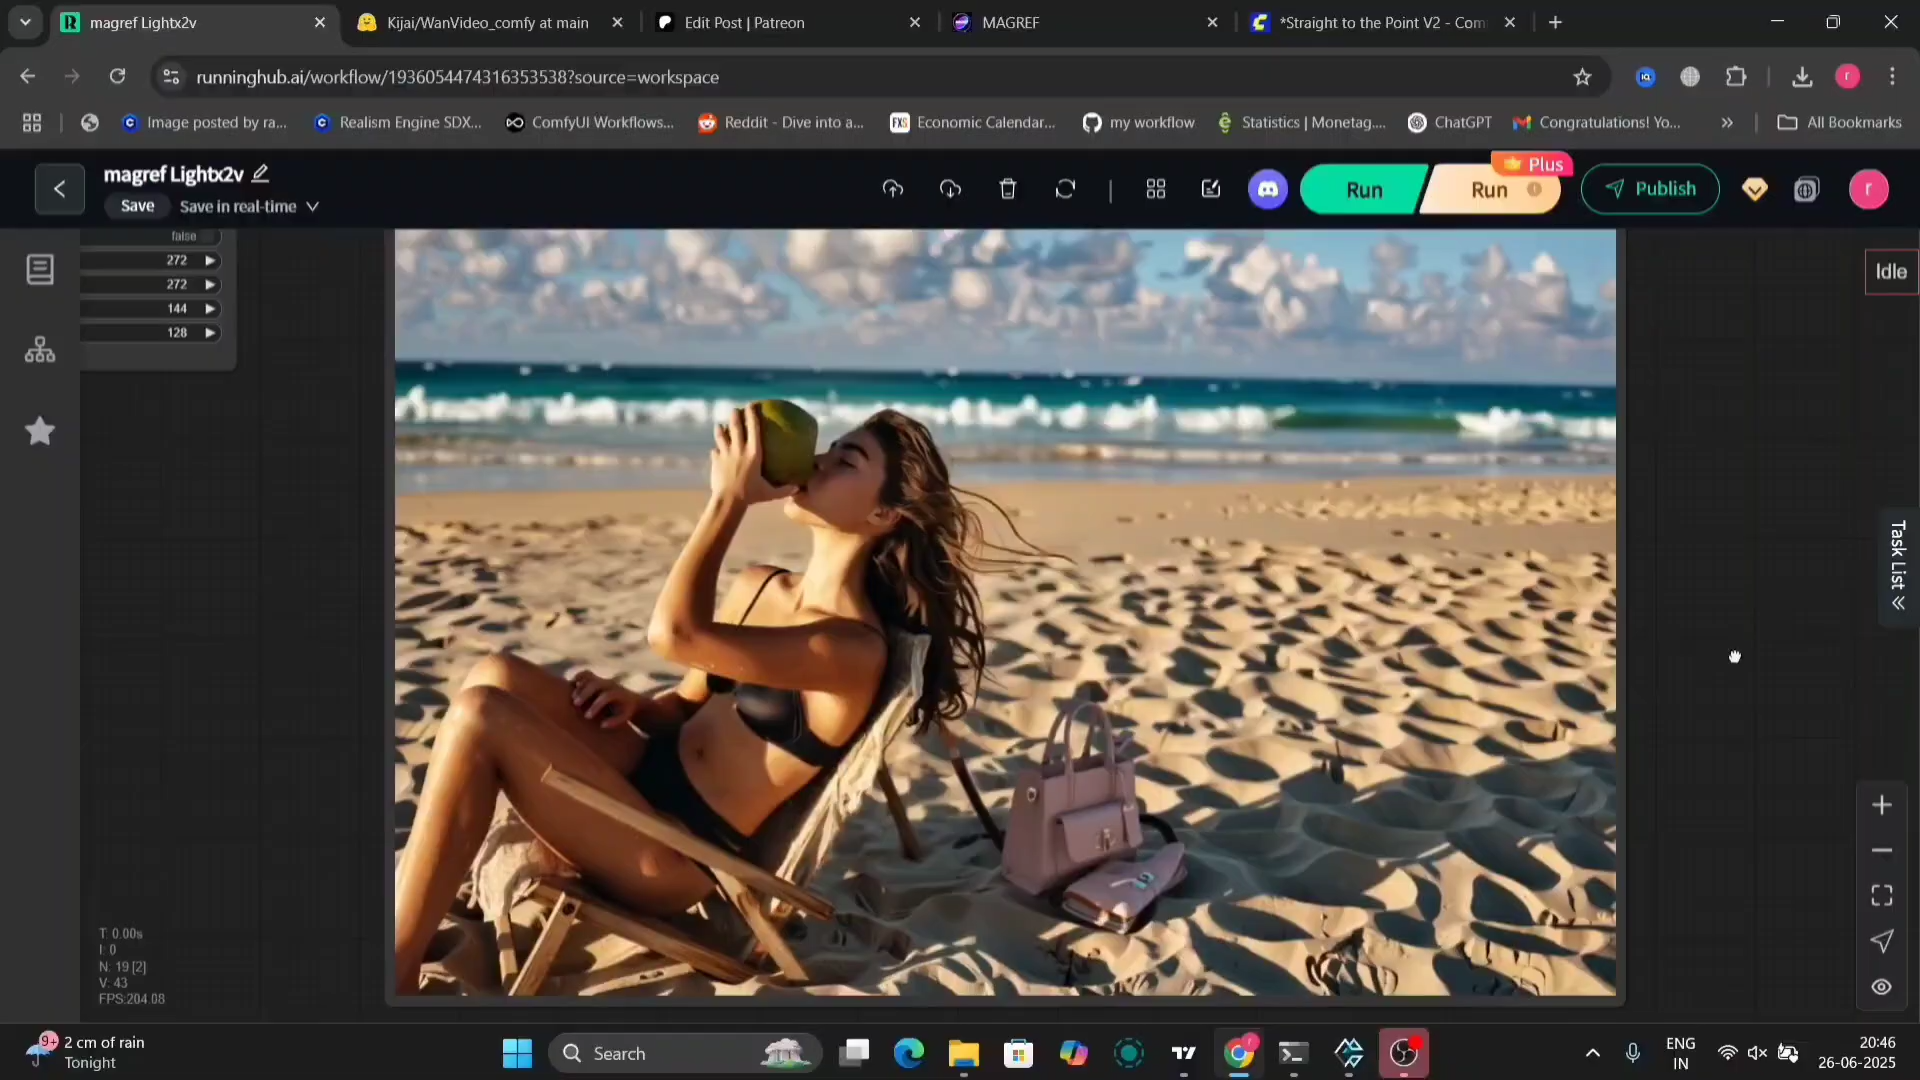 magref Lightx2v
Kijai/WanVideo_comfy at main
Edit Post | Patreon
MAGREF
*Straight to the Point V2 - Com
runninghub.ai/workflow/1936054474316353538?source=workspace
Image posted by ra...
Realism Engine SDX...
ComfyUI Workflows...
Reddit - Dive into a...
FXS
Economic Calendar...
my workflow
Statistics | Monetag,...
ChatGPT
Congratulations! Yo...
All Bookmarks
magref Lightx2v
Save
Save in real-time
Run
Run
Plus
Publish
r
Idle
false
272
272
144
128
Task List
T: 0.00s
I: 0
N: 19 [2]
V: 43
FPS:204.08
9+
2 cm of rain
Tonight
Search
ENG
IN
20:46
26-06-2025